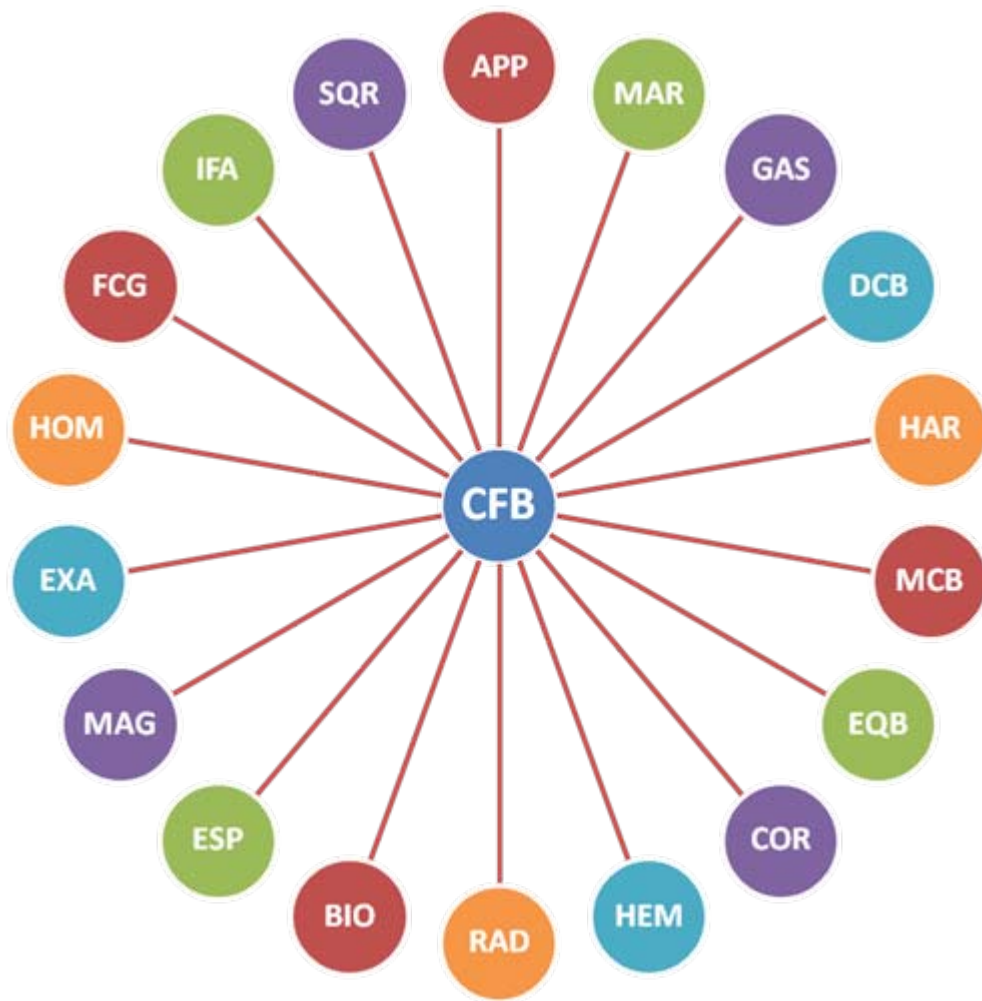 APP
MAR
GAS
DCB
HAR
MCB
EQB
COR
HEM
RAD
BIO
ESP
MAG
EXA
HOM
FCG
IFA
SQR
CFB